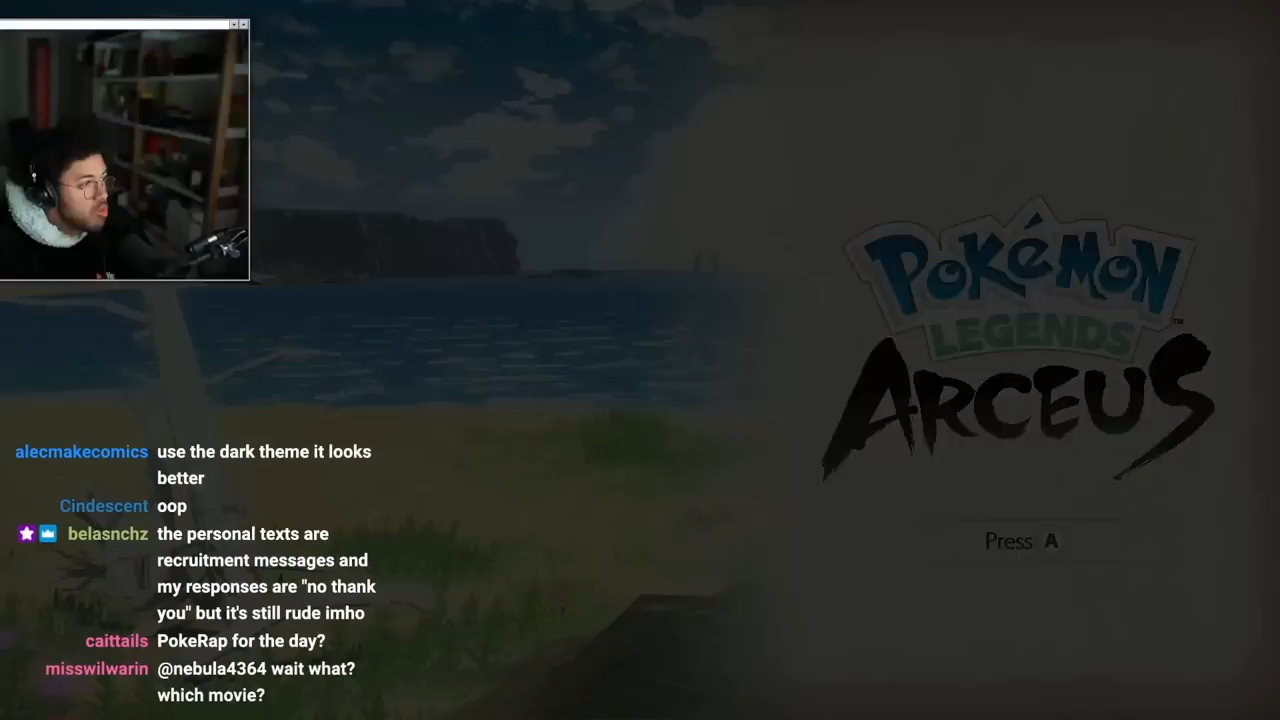 POKéMON
LEGENDS
ARCEUS
TM
Press A
alecmakecomics use the dark theme it looks
better
Cindescent oop
belasnchz the personal texts are
recruitment messages and
my responses are "no thank
you" but it's still rude imho
caittails PokeRap for the day?
misswilwarin @nebula4364 wait what?
which movie?